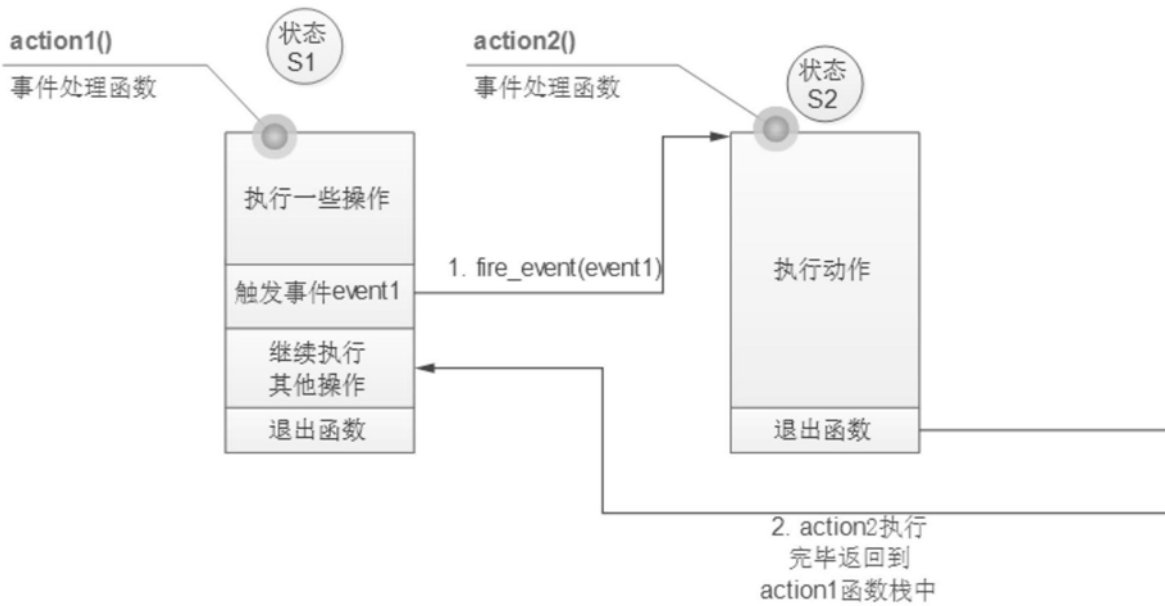 action1()
事件处理函数
状态
S1
action2()
事件处理函数
状态
S2
执行一些操作
触发事件event1
继续执行
其他操作
退出函数
1. fire_event(event1)
执行动作
退出函数
2. action2执行
完毕返回到
action1函数栈中